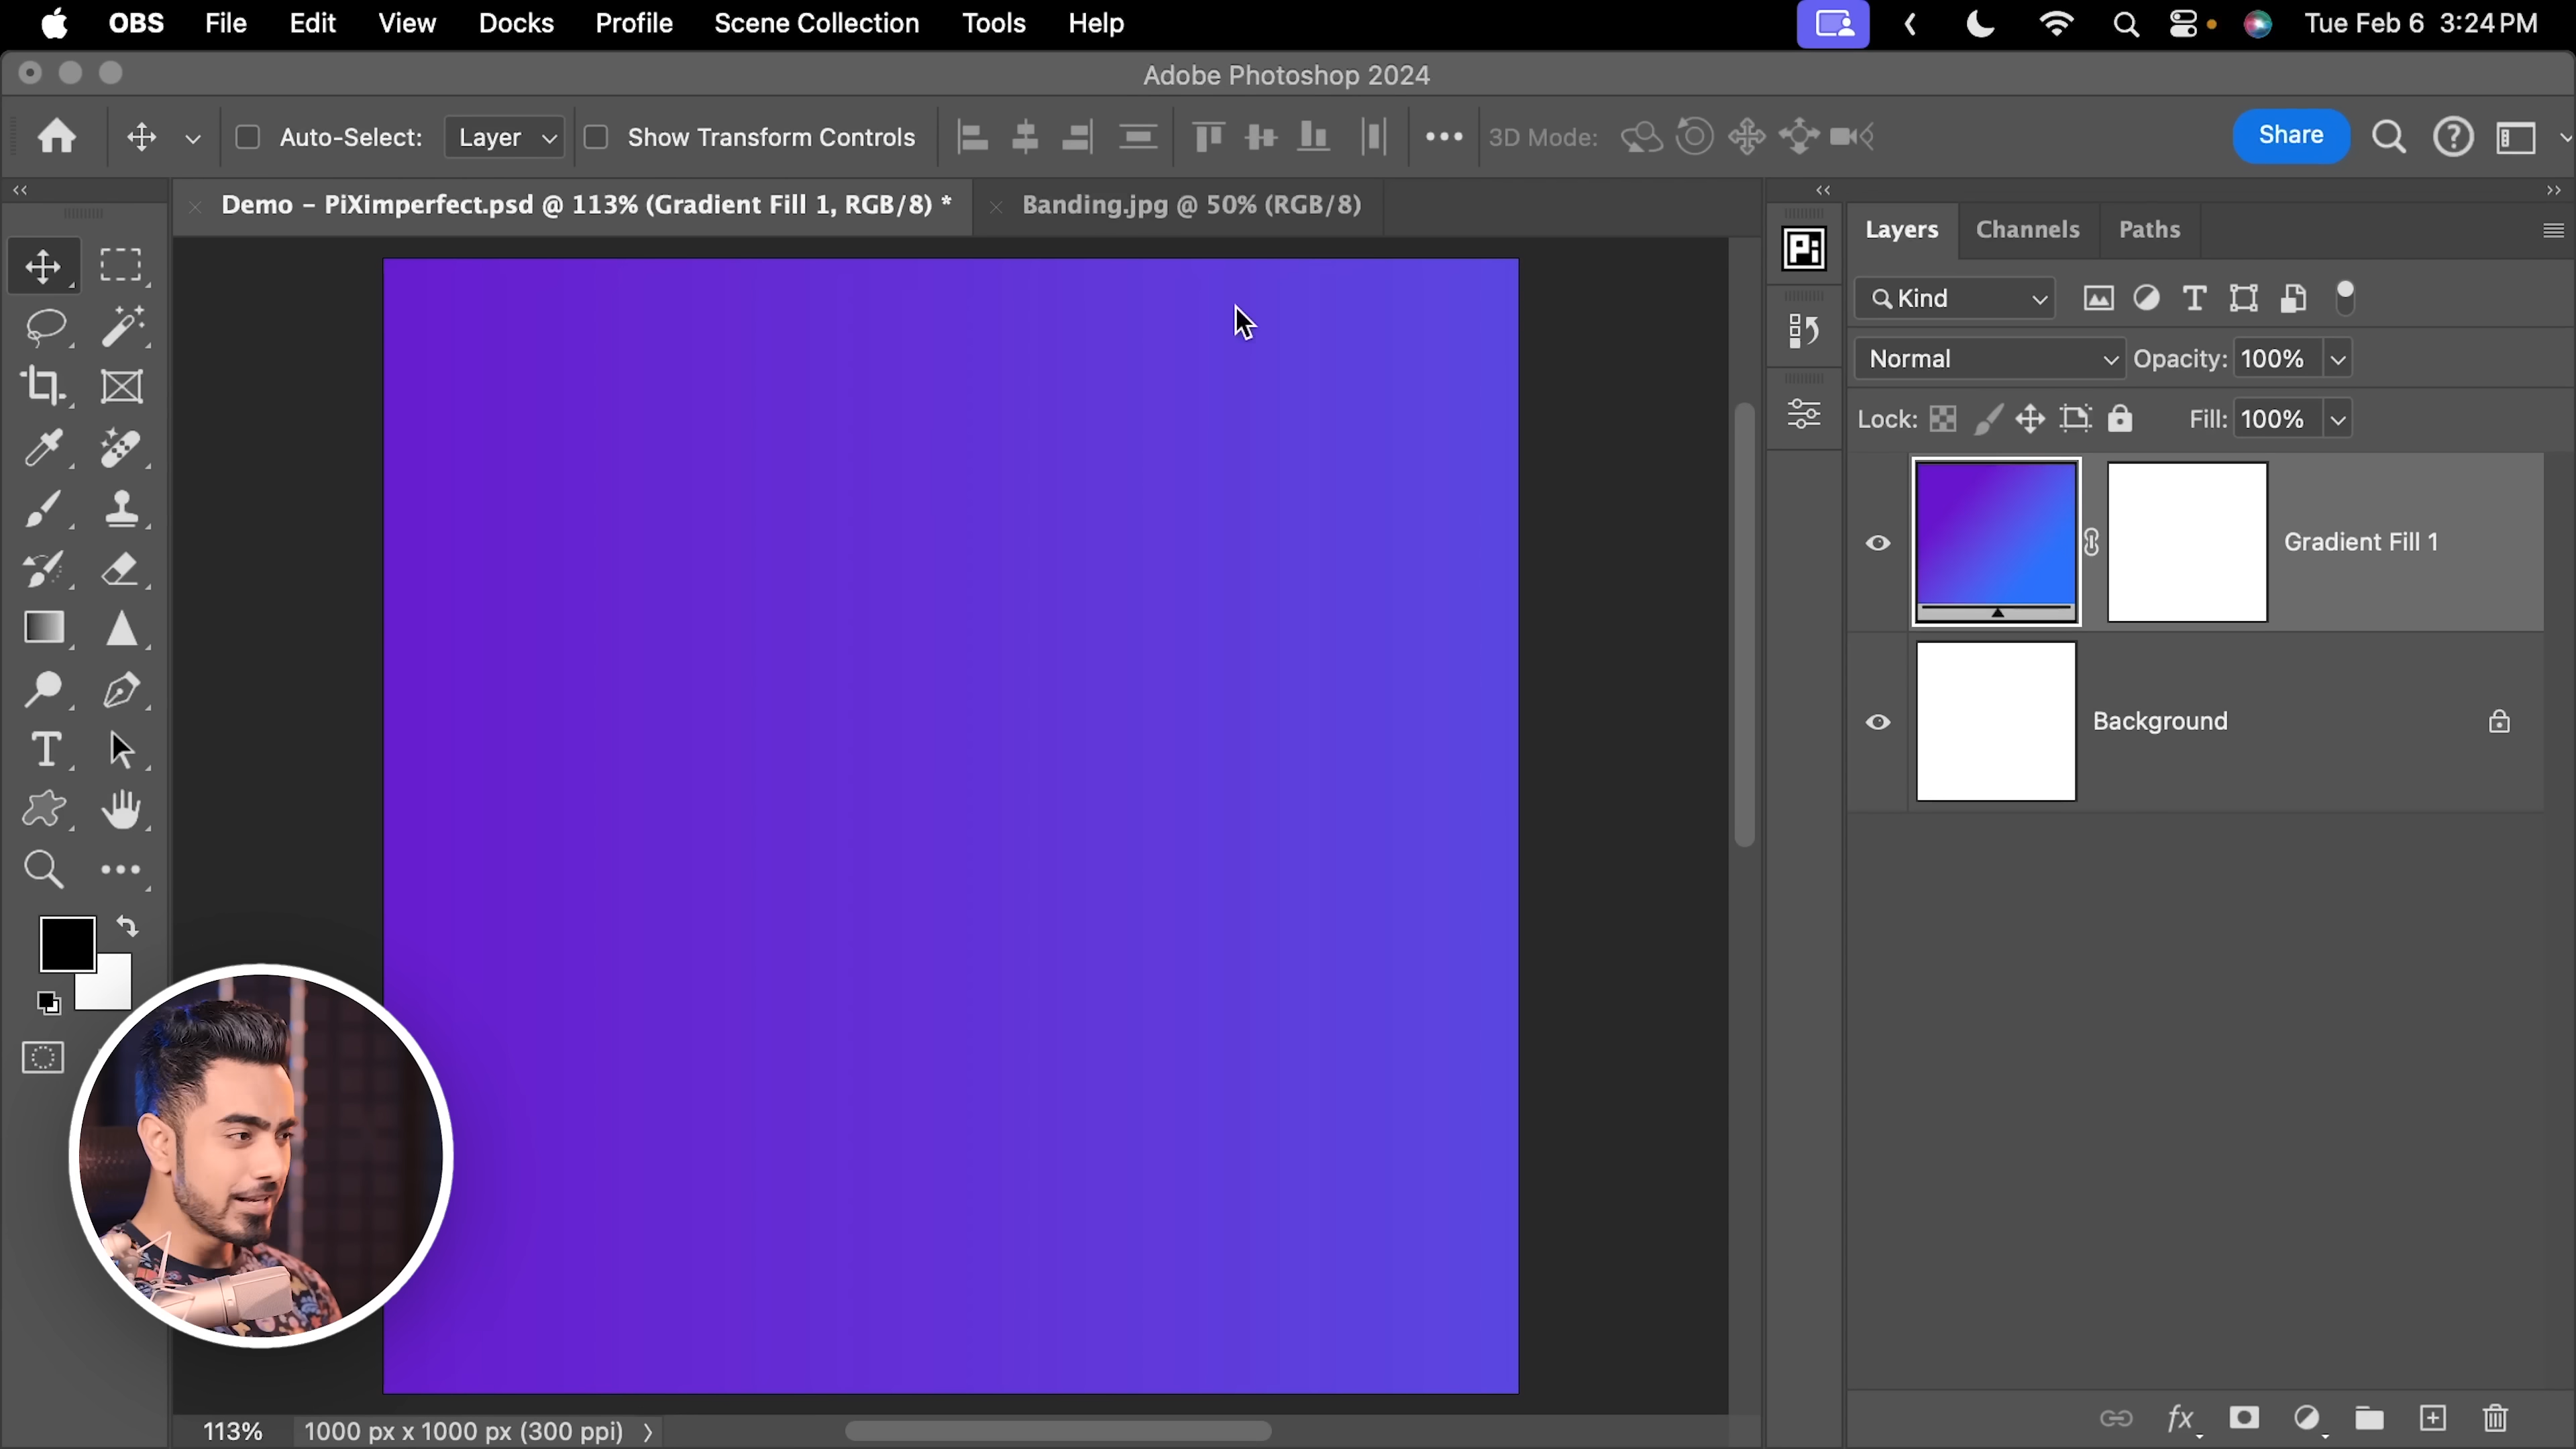 OBS File Edit View Docks Profile Scene Collection Tools Help Tue Feb 6 3:24 PM
Adobe Photoshop 2024
Auto-Select: Layer Show Transform Controls 3D Mode: Share
Demo – PiXimperfect.psd @ 113% (Gradient Fill 1, RGB/8) * Banding.jpg @ 50% (RGB/8)
Layers Channels Paths
Pi
Kind
Normal Opacity: 100%
Lock: Fill: 100%
Gradient Fill 1
Background
113% 1000 px x 1000 px (300 ppi)
fx